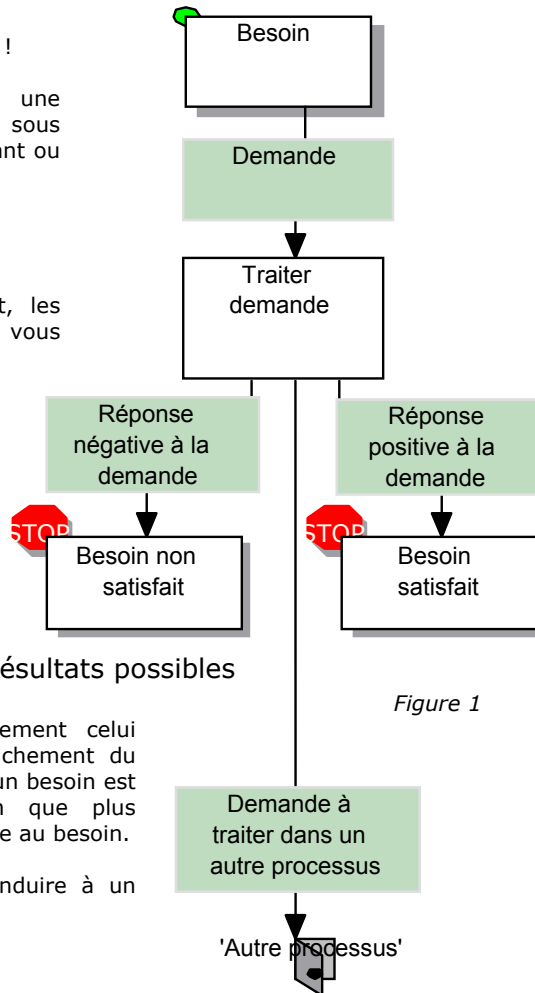 !
une
sous
ant ou
t, les
vous
ésultats possibles
ement celui
chement du
un besoin est
n que plus
e au besoin.
nduire à un
Besoin
Demande
Traiter
demande
Réponse
négative à la
demande
Réponse
positive à la
demande
STOP
Besoin non
satisfait
STOP
Besoin
satisfait
Figure 1
Demande à
traiter dans un
autre processus
'Autre processus'